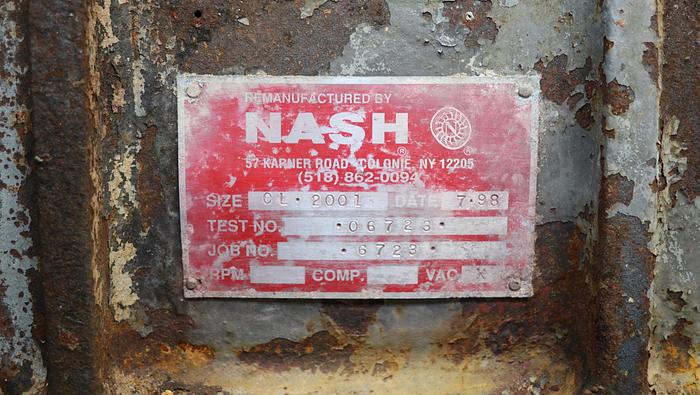 REMANUFACTURED BY
NASH ® N ®
57 KARNER ROAD · COLONIE, NY 12205
(518) 862-0094
SIZE CL·2001 DATE 7·98
TEST NO. ·06723·
JOB NO. ·6723·
RPM COMP. VAC X